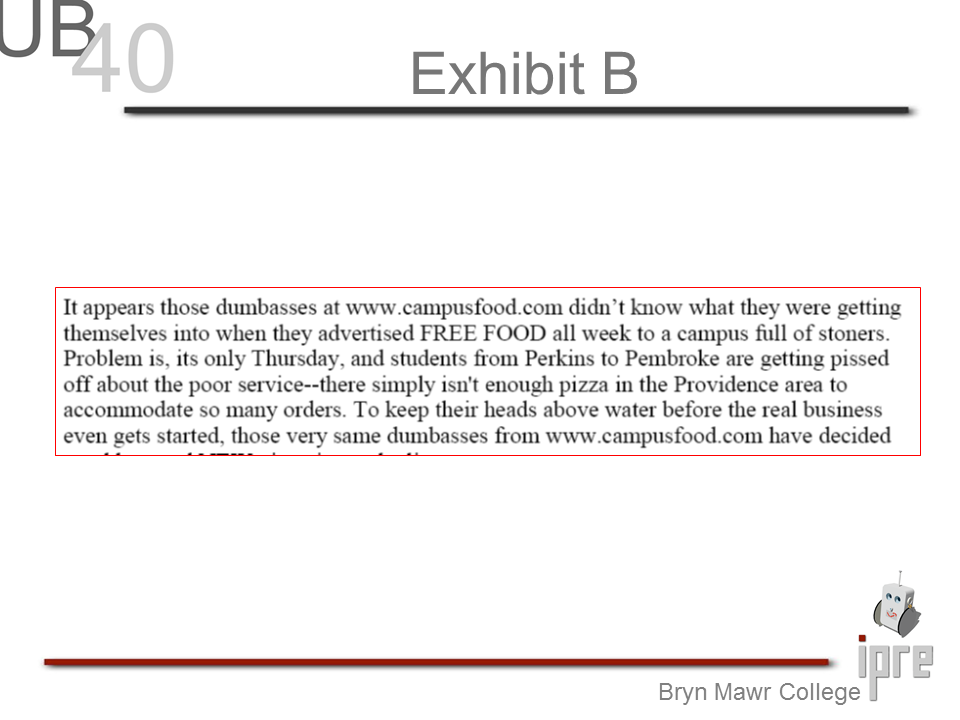 UB
40
Exhibit B
It appears those dumbasses at www.campusfood.com didn’t know what they were getting
themselves into when they advertised FREE FOOD all week to a campus full of stoners.
Problem is, its only Thursday, and students from Perkins to Pembroke are getting pissed
off about the poor service--there simply isn't enough pizza in the Providence area to
accommodate so many orders. To keep their heads above water before the real business
even gets started, those very same dumbasses from www.campusfood.com have decided
ipre
Bryn Mawr College